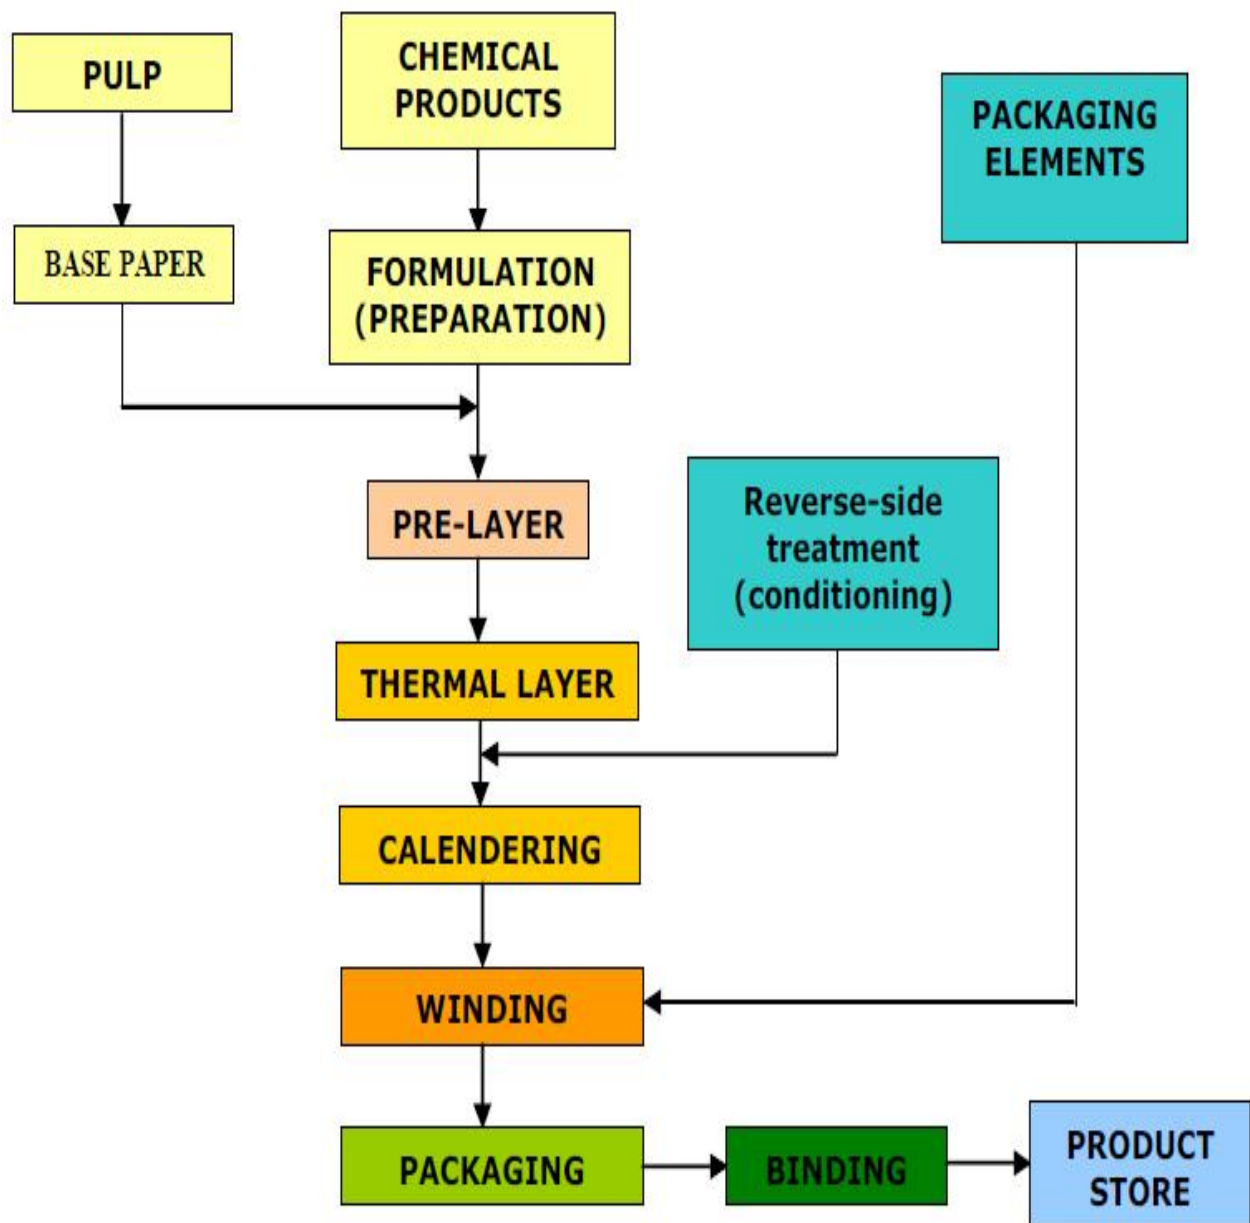 PULP
CHEMICAL
PRODUCTS
PACKAGING
ELEMENTS
BASE PAPER
FORMULATION
(PREPARATION)
PRE-LAYER
Reverse-side
treatment
(conditioning)
THERMAL LAYER
CALENDERING
WINDING
PACKAGING
BINDING
PRODUCT
STORE